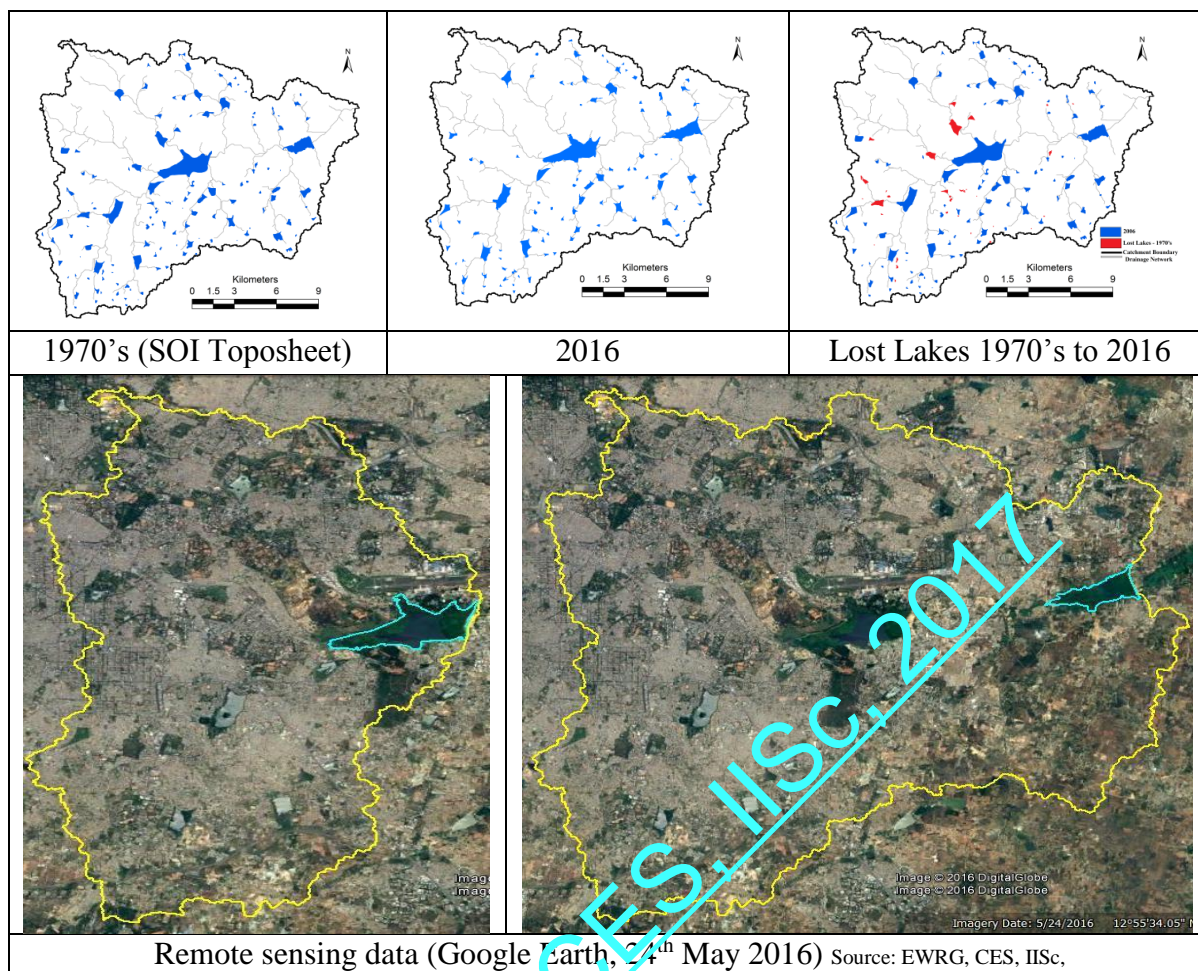 N
Kilometers
0 1.5 3 6 9
N
Kilometers
0 1.5 3 6 9
N
2006
Lost Lakes - 1970's
Catchment Boundary
Drainage Network
Kilometers
0 1.5 3 6 9
1970's (SOI Toposheet)
2016
Lost Lakes 1970's to 2016
Image
Image
CES, IISc, 2017
Image © 2016 DigitalGlobe
Image © 2016 DigitalGlobe
Imagery Date: 5/24/2016 12°55'34.05" N
Remote sensing data (Google Earth, 24th May 2016) Source: EWRG, CES, IISc,